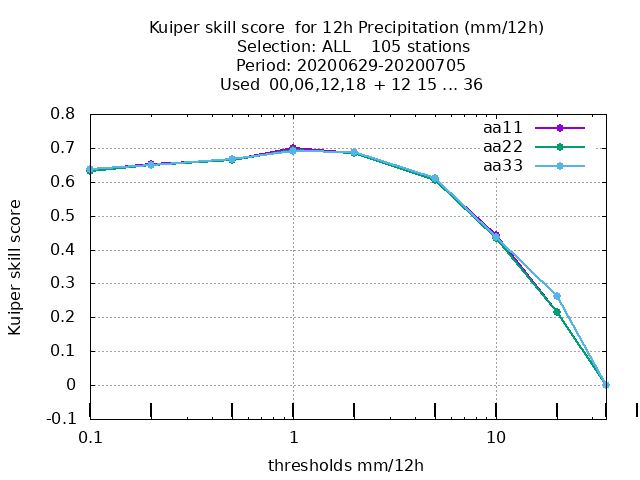 Kuiper skill score  for 12h Precipitation (mm/12h)
Selection: ALL    105 stations
Period: 20200629-20200705
Used  00,06,12,18  + 12 15 ... 36
aa11
aa22
aa33
Kuiper skill score
0.8
0.7
0.6
0.5
0.4
0.3
0.2
0.1
0
-0.1
0.1
1
10
thresholds mm/12h